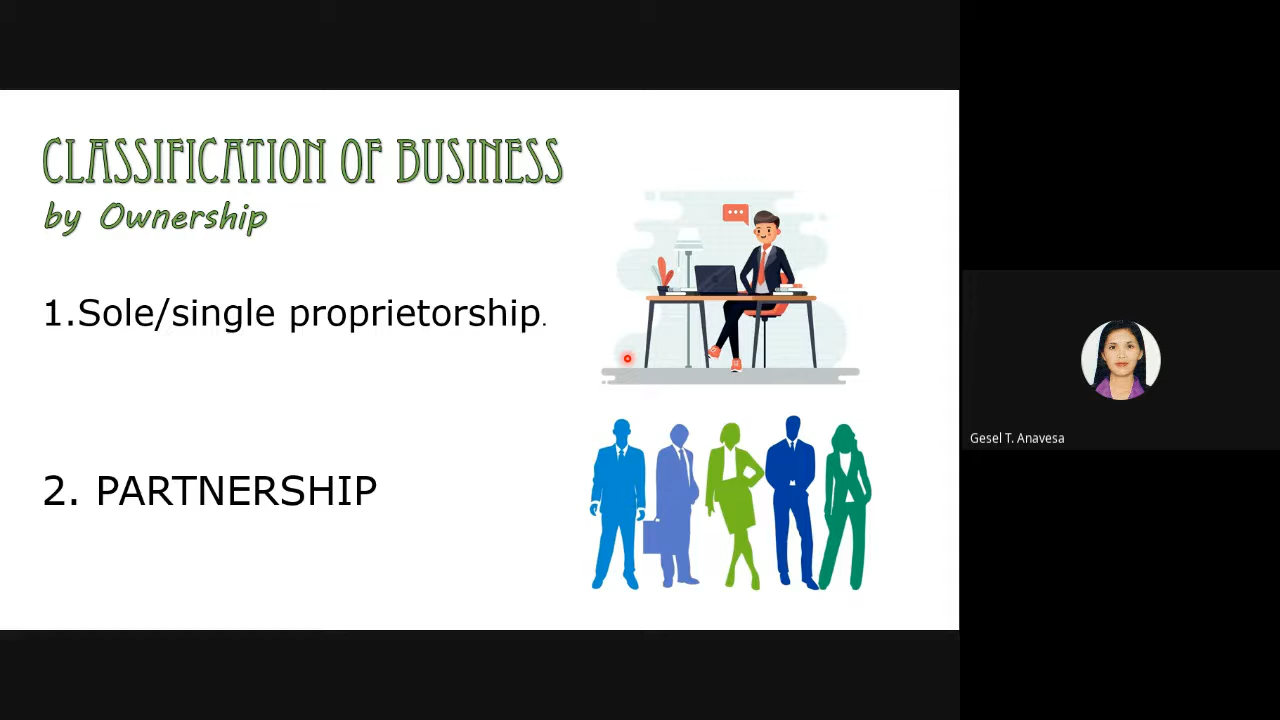 CLASSIFICATION OF BUSINESS
by Ownership
1.Sole/single proprietorship.
2. PARTNERSHIP
Gesel T. Anavesa